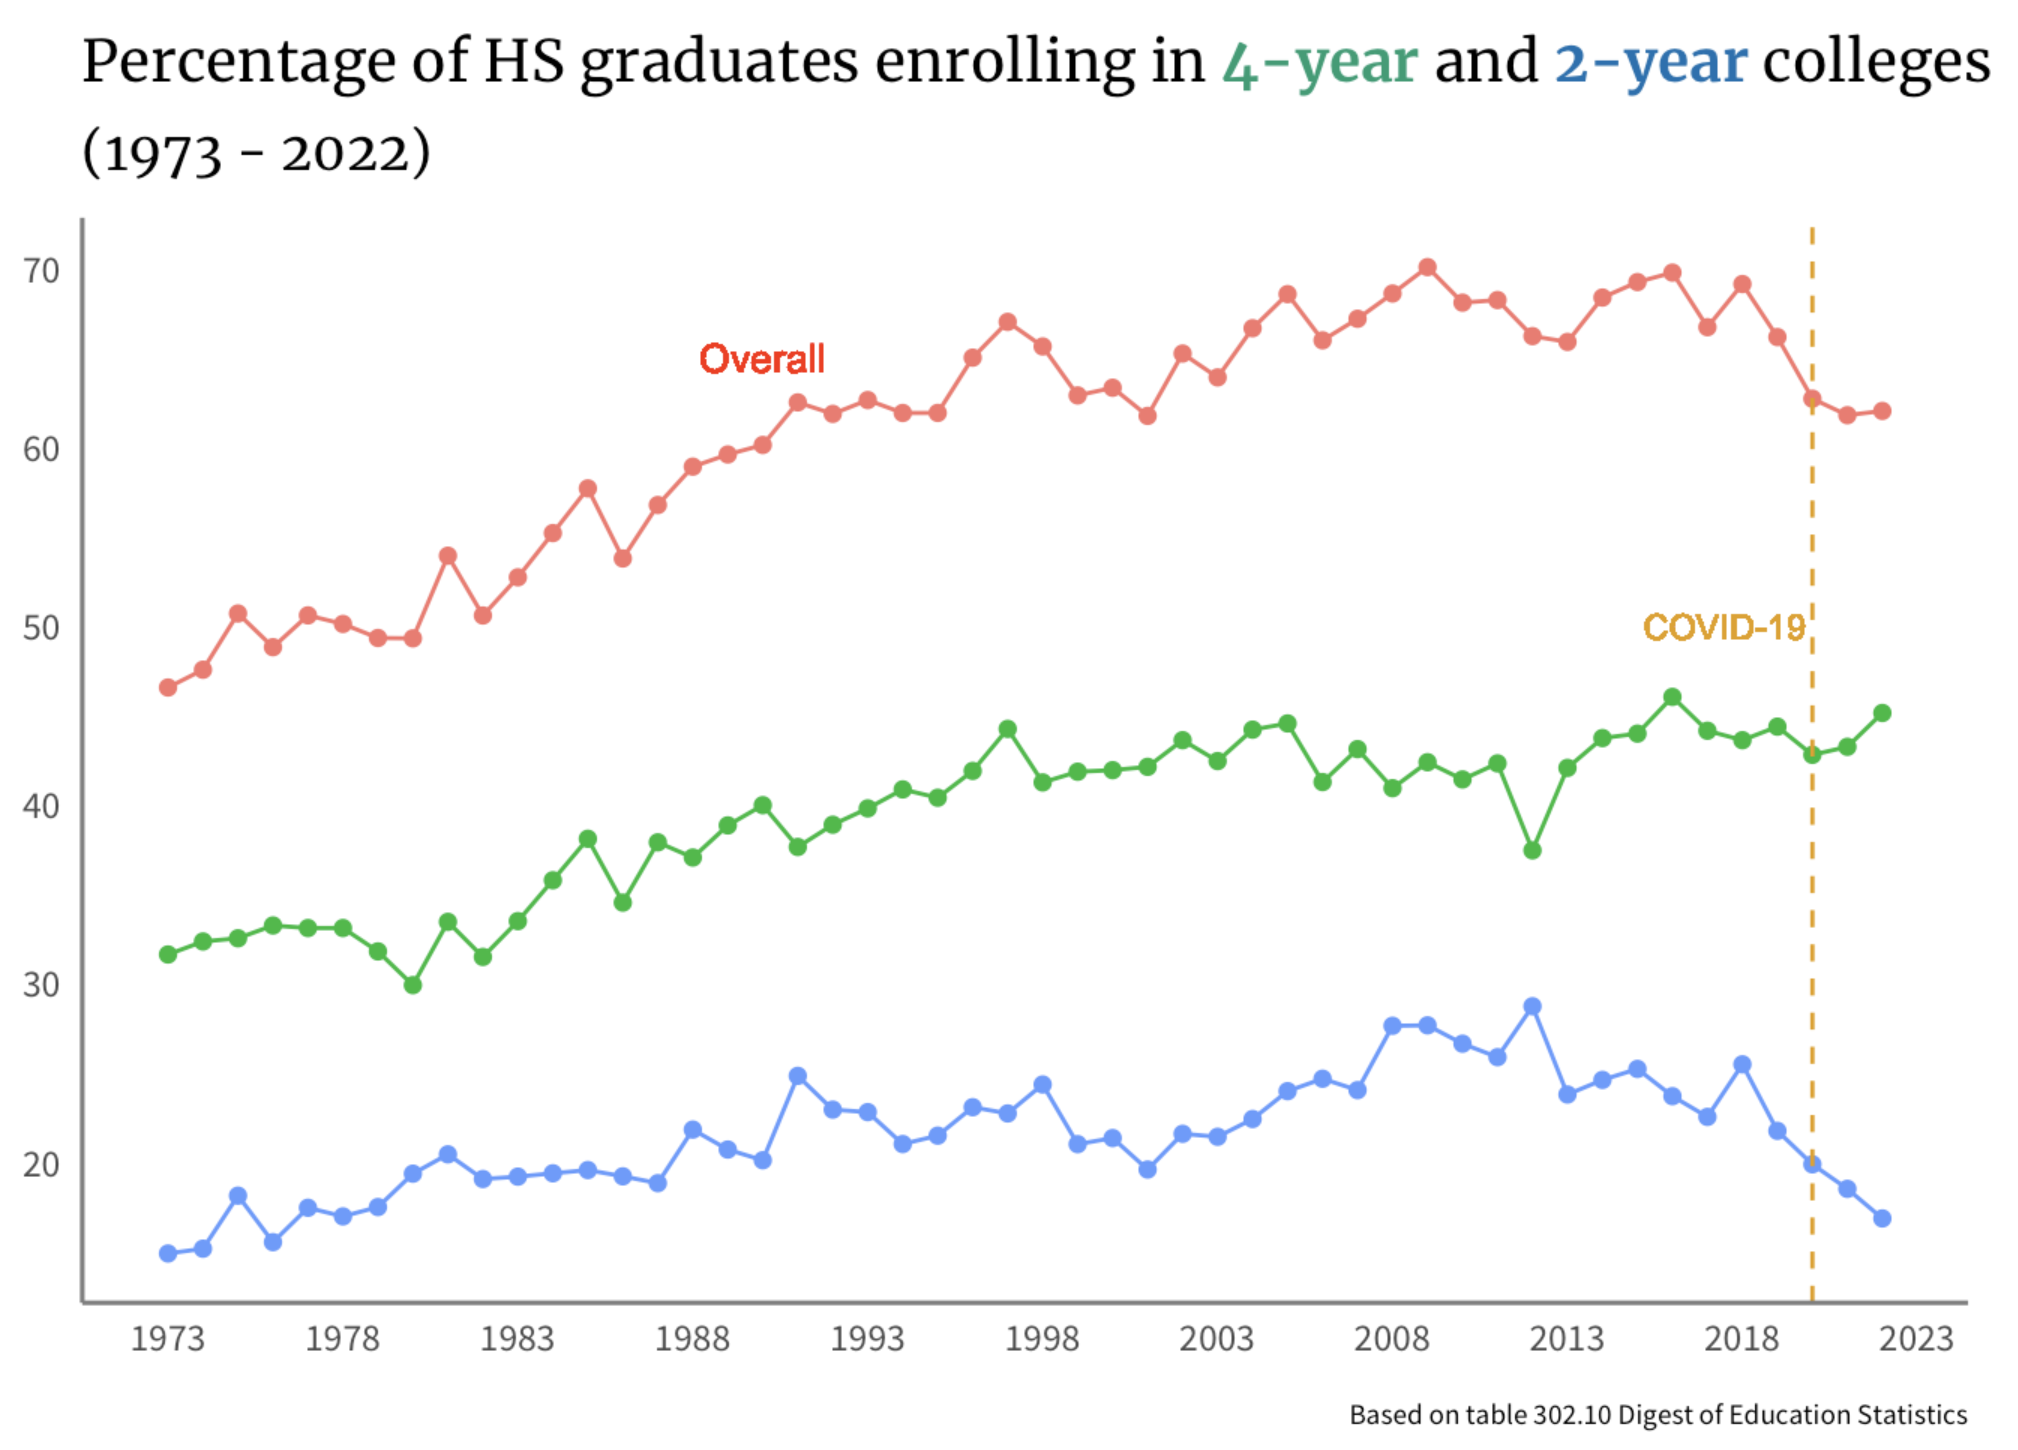 Percentage of HS graduates enrolling in 4-year and 2-year colleges
(1973 - 2022)
70
Overall
60
COVID-19
50
40
30
20
1973 1978 1983 1988 1993 1998 2003 2008 2013 2018 2023
Based on table 302.10 Digest of Education Statistics